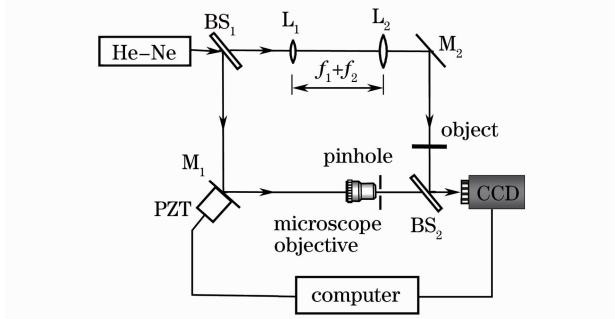 BS₁
L₁
L₂
He–Ne
M₂
f₁+f₂
object
pinhole
M₁
PZT
CCD
microscope
objective
BS₂
computer